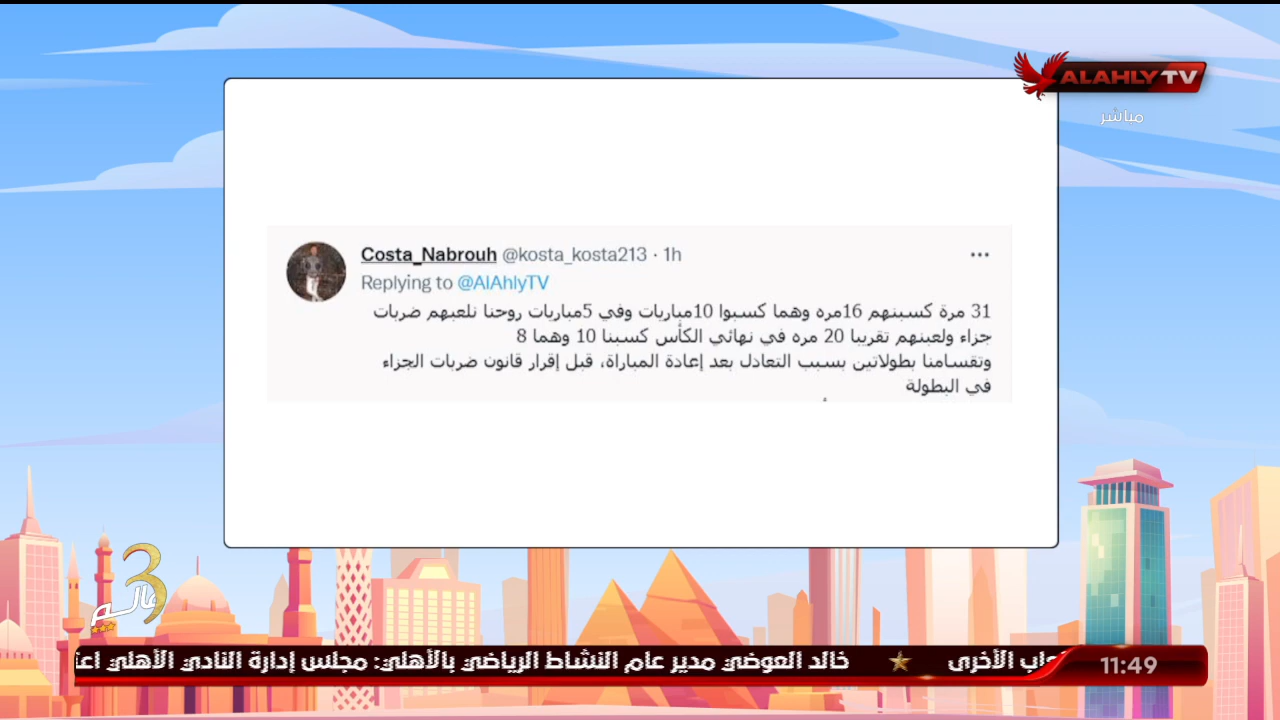 ALAHLY TV
مباشر
Costa_Nabrouh @kosta_kosta213 · 1h
Replying to @AlAhlyTV
31 مرة كسبنهم 16مره وهما كسبوا 10مباريات وفي 5مباريات روحنا نلعبهم ضربات
جزاء ولعبنهم تقريبا 20 مره في نهائي الكأس كسبنا 10 وهما 8
وتقسامنا بطولاتين بسبب التعادل بعد إعادة المباراة، قبل إقرار قانون ضربات الجزاء
في البطولة
3
عالم
الأخرى ★ خالد العوضي مدير عام النشاط الرياضي بالأهلي: مجلس إدارة النادي الأهلي
11:49